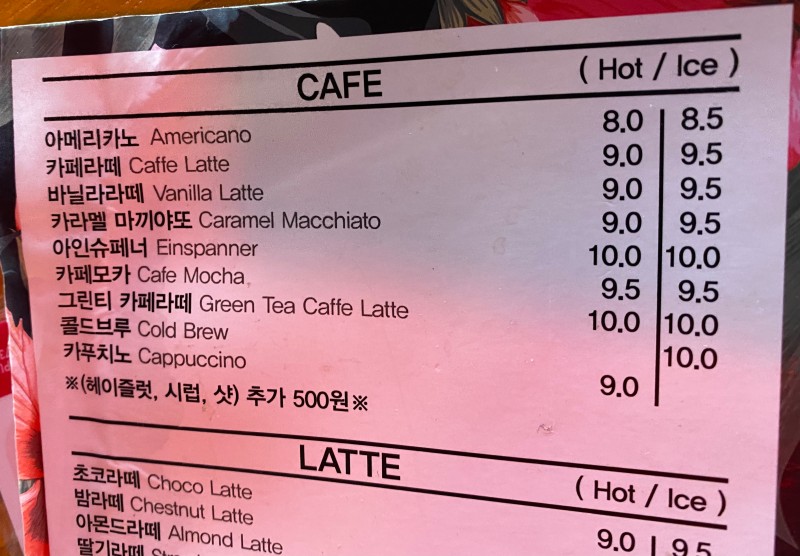 CAFE ( Hot / Ice )
아메리카노 Americano 8.0 8.5
카페라떼 Caffe Latte 9.0 9.5
바닐라라떼 Vanilla Latte 9.0 9.5
카라멜 마끼야또 Caramel Macchiato 9.0 9.5
아인슈페너 Einspanner 10.0 10.0
카페모카 Cafe Mocha 9.5 9.5
그린티 카페라떼 Green Tea Caffe Latte 10.0 10.0
콜드브루 Cold Brew 10.0
카푸치노 Cappuccino 9.0
※(헤이즐럿, 시럽, 샷) 추가 500원※
LATTE ( Hot / Ice )
초코라떼 Choco Latte 9.0 9.5
밤라떼 Chestnut Latte
아몬드라떼 Almond Latte
딸기라떼